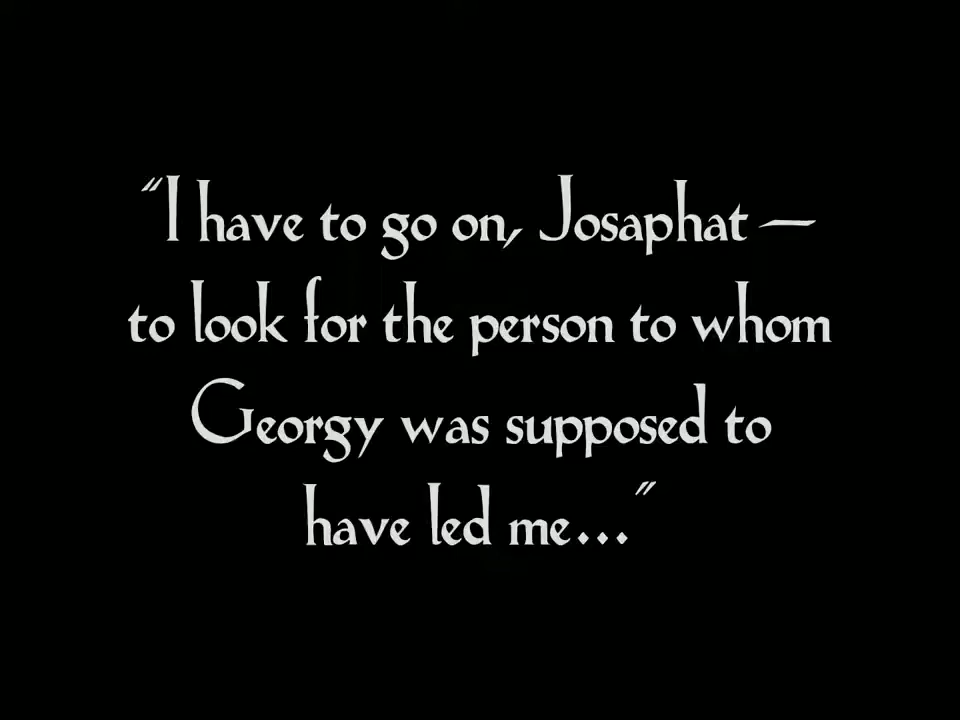 “I have to go on, Josaphat —
to look for the person to whom
Georgy was supposed to
have led me...”